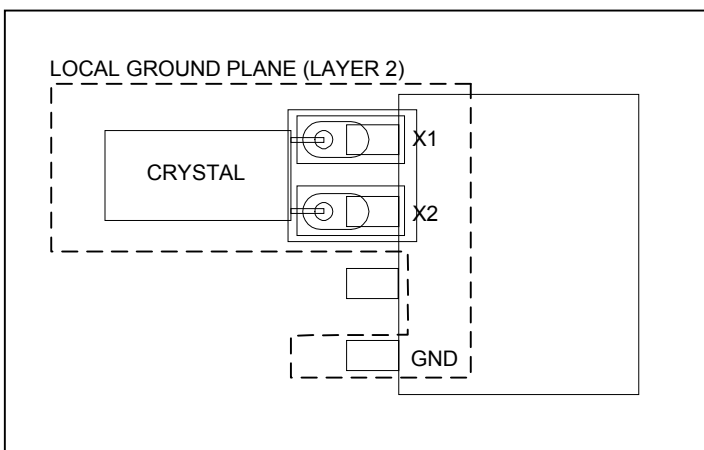 LOCAL GROUND PLANE (LAYER 2)
X1
CRYSTAL
X2
GND